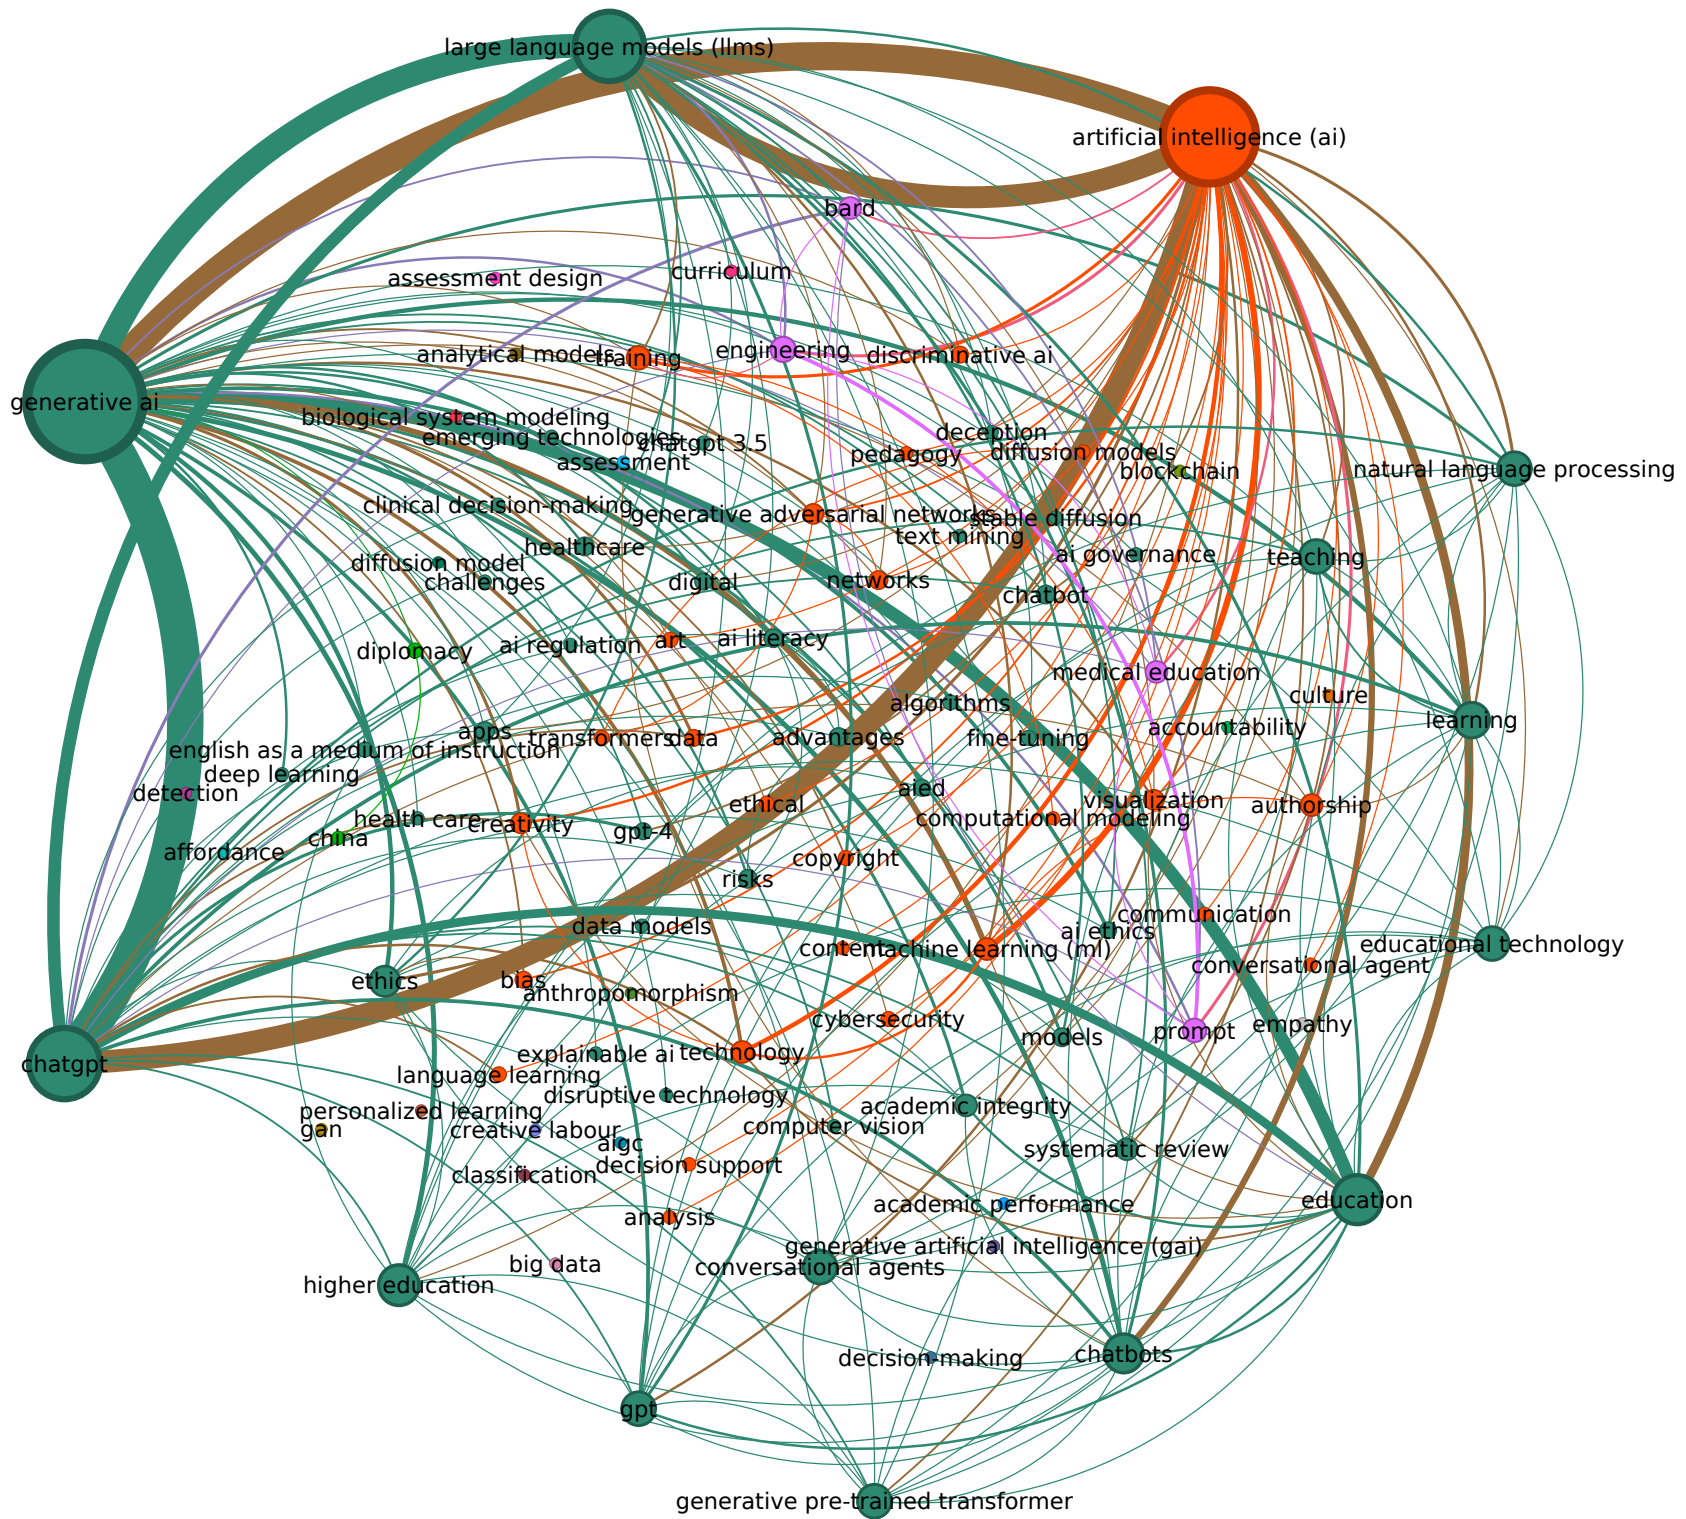 large language models (llms)
artificial intelligence (ai)
bard
curriculum
assessment design
engineering
analytical models
training
discriminative ai
generative ai
biological system modeling
emerging technologies
chatgpt 3.5
deception
pedagogy
diffusion models
assessment
blockchain
natural language processing
clinical decision-making
generative adversarial networks
stable diffusion
text mining
healthcare
ai governance
teaching
diffusion model
challenges
digital
networks
chatbot
diplomacy
ai regulation
art
ai literacy
medical education
culture
algorithms
learning
accountability
apps
english as a medium of instruction
transformers
data
advantages
fine-tuning
deep learning
detection
aied
ethical
visualization
authorship
health care
creativity
computational modeling
gpt-4
china
affordance
copyright
risks
communication
data models
ai ethics
content
machine learning (ml)
educational technology
conversational agent
ethics
bias
anthropomorphism
cybersecurity
prompt
empathy
models
chatgpt
explainable ai
technology
language learning
disruptive technology
personalized learning
academic integrity
gan
creative labour
computer vision
aigc
systematic review
decision support
classification
education
academic performance
analysis
generative artificial intelligence (gai)
big data
conversational agents
higher education
decision-making
chatbots
gpt
generative pre-trained transformer